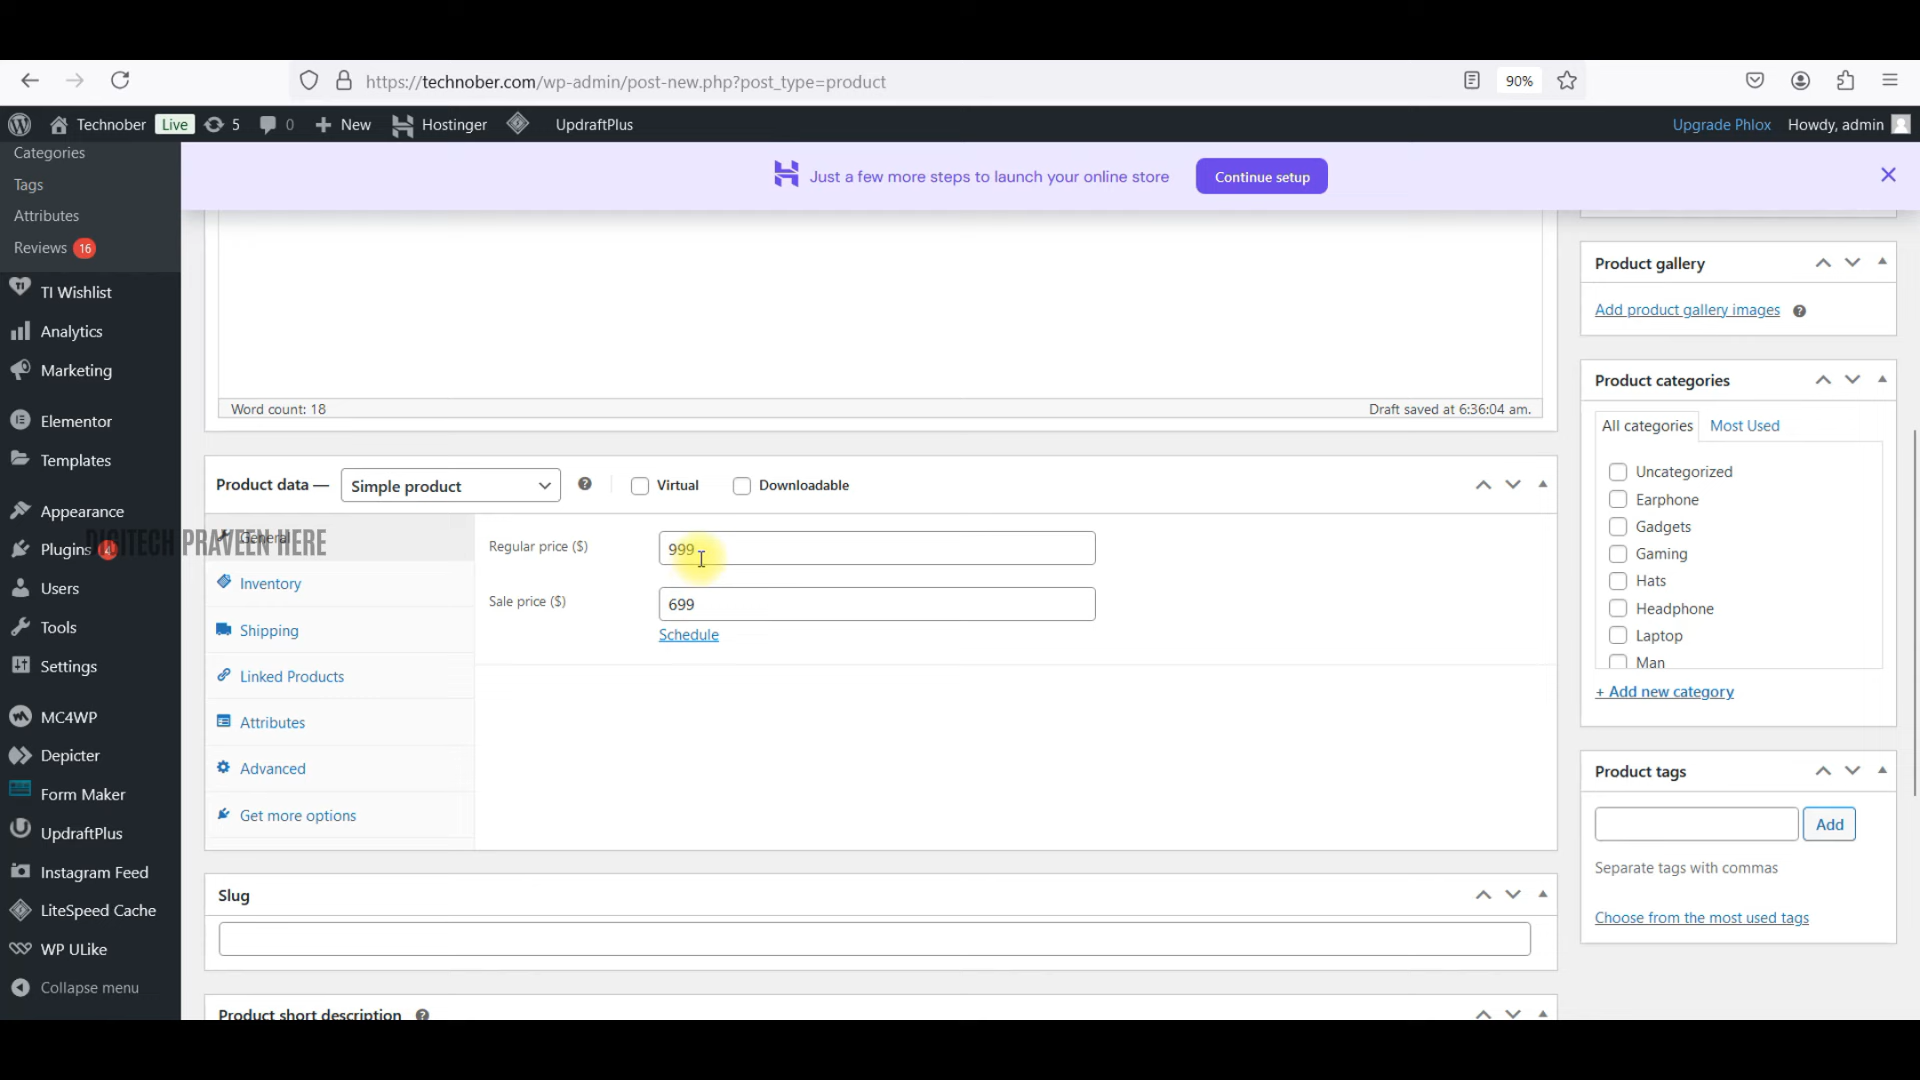 https://technober.com/wp-admin/post-new.php?post_type=product
90%
Technober Live 5 0 New Hostinger UpdraftPlus
Upgrade Phlox Howdy, admin
Categories
Tags
Attributes
Reviews 16
TI Wishlist
Analytics
Marketing
Elementor
Templates
Appearance
Plugins 4
Users
Tools
Settings
MC4WP
Depicter
Form Maker
UpdraftPlus
Instagram Feed
LiteSpeed Cache
WP ULike
Collapse menu
DIGITECH PRAVEEN HERE
Just a few more steps to launch your online store Continue setup
Word count: 18 Draft saved at 6:36:04 am.
Product data — Simple product Virtual Downloadable
General
Inventory
Shipping
Linked Products
Attributes
Advanced
Get more options
Regular price ($) 999
Sale price ($) 699
Schedule
Slug
Product short description
Product gallery
Add product gallery images
Product categories
All categories Most Used
Uncategorized
Earphone
Gadgets
Gaming
Hats
Headphone
Laptop
Man
+ Add new category
Product tags
Add
Separate tags with commas
Choose from the most used tags